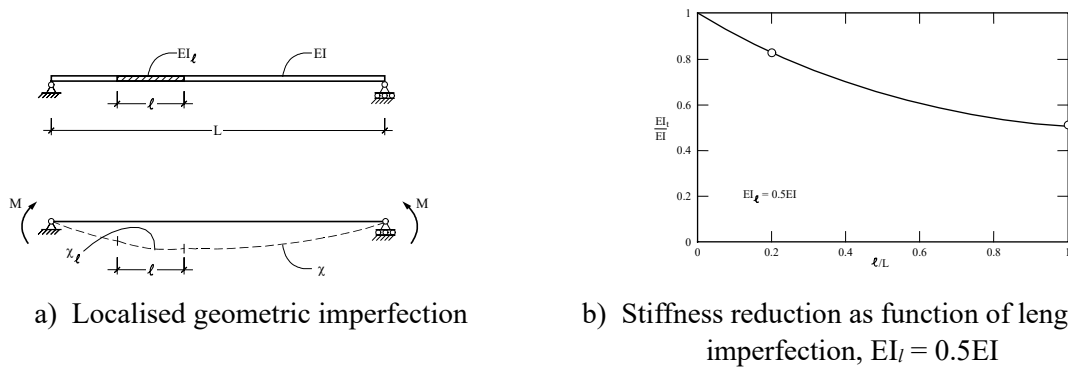 EIℓ EI
ℓ
L
M M
χℓ ℓ χ
a) Localised geometric imperfection
1
0.8
0.6
EIₜ
EI
0.4
0.2
EIℓ = 0.5EI
0
0 0.2 0.4 0.6 0.8 1
ℓ/L
b) Stiffness reduction as function of leng
imperfection, EIₗ = 0.5EI